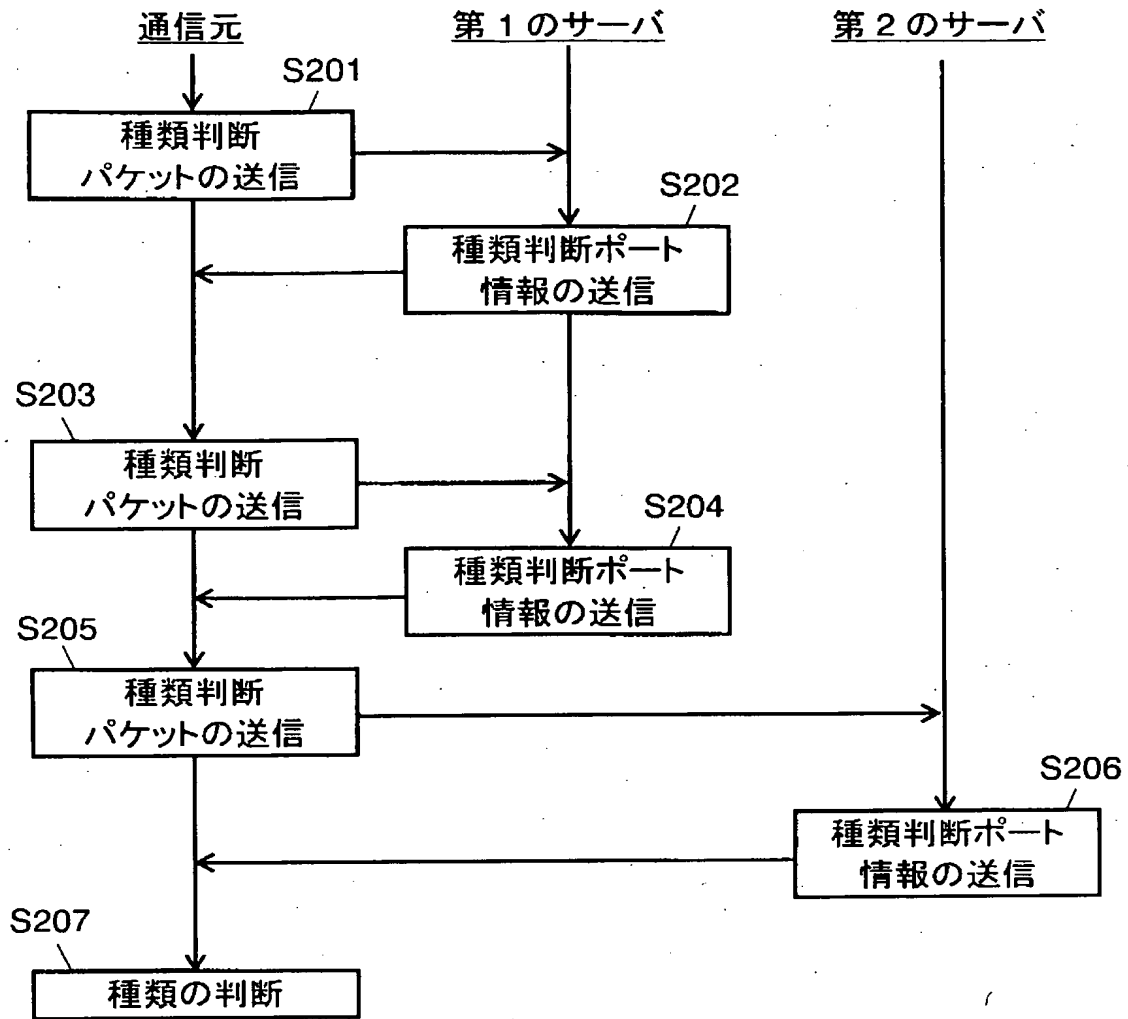 通信元
第1のサーバ
第2のサーバ
S201
種類判断
パケットの送信
S202
種類判断ポート
情報の送信
S203
種類判断
パケットの送信
S204
種類判断ポート
情報の送信
S205
種類判断
パケットの送信
S206
種類判断ポート
情報の送信
S207
種類の判断